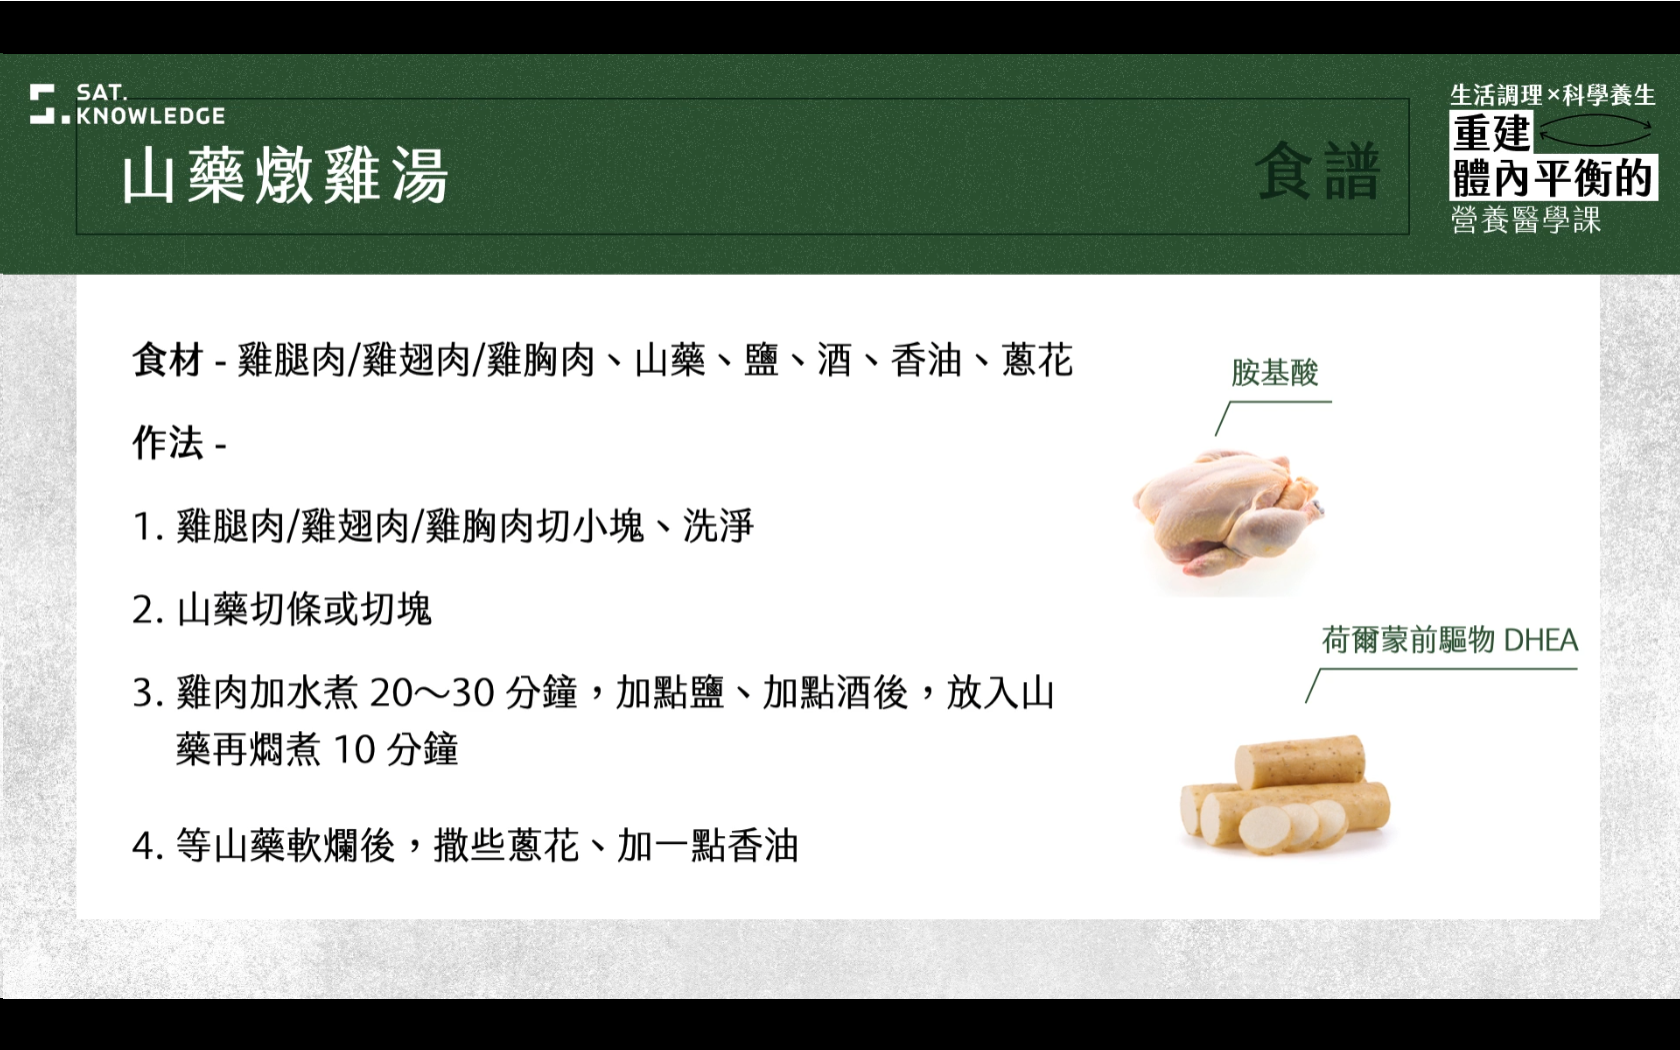 SAT.
KNOWLEDGE
山藥燉雞湯
食譜
生活調理×科學養生
重建
體內平衡的
營養醫學課
食材 - 雞腿肉/雞翅肉/雞胸肉、山藥、鹽、酒、香油、蔥花
作法 -
1. 雞腿肉/雞翅肉/雞胸肉切小塊、洗淨
2. 山藥切條或切塊
3. 雞肉加水煮 20～30 分鐘，加點鹽、加點酒後，放入山
藥再燜煮 10 分鐘
4. 等山藥軟爛後，撒些蔥花、加一點香油
胺基酸
荷爾蒙前驅物 DHEA